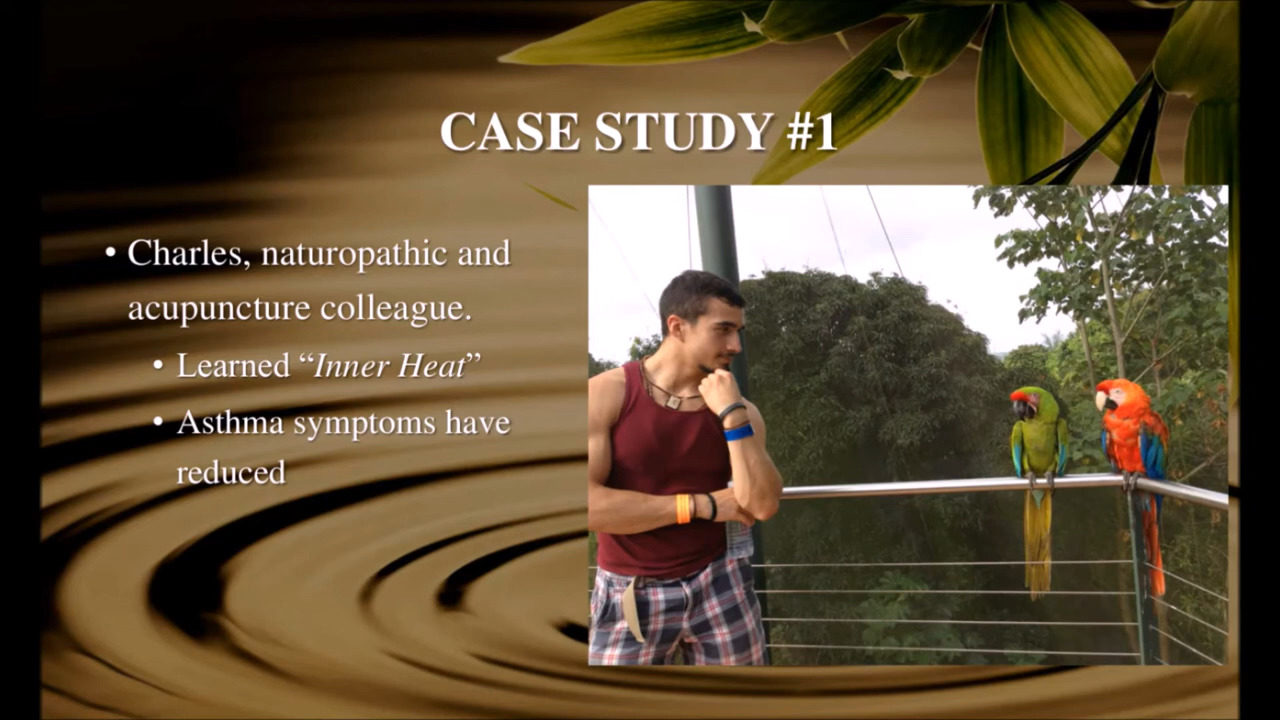 CASE STUDY #1
• Charles, naturopathic and
acupuncture colleague.
• Learned “Inner Heat”
• Asthma symptoms have
reduced